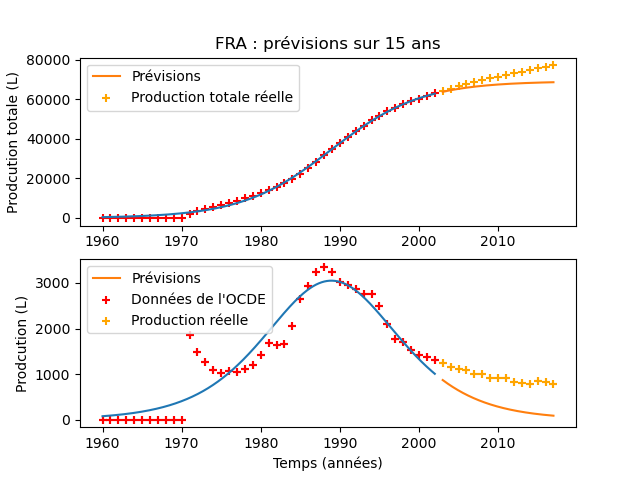 FRA : prévisions sur 15 ans
Prodcution totale (L)
80000
60000
40000
20000
0
Prévisions
Production totale réelle
1960 1970 1980 1990 2000 2010
Prodcution (L)
3000
2000
1000
0
Prévisions
Données de l'OCDE
Production réelle
1960 1970 1980 1990 2000 2010
Temps (années)